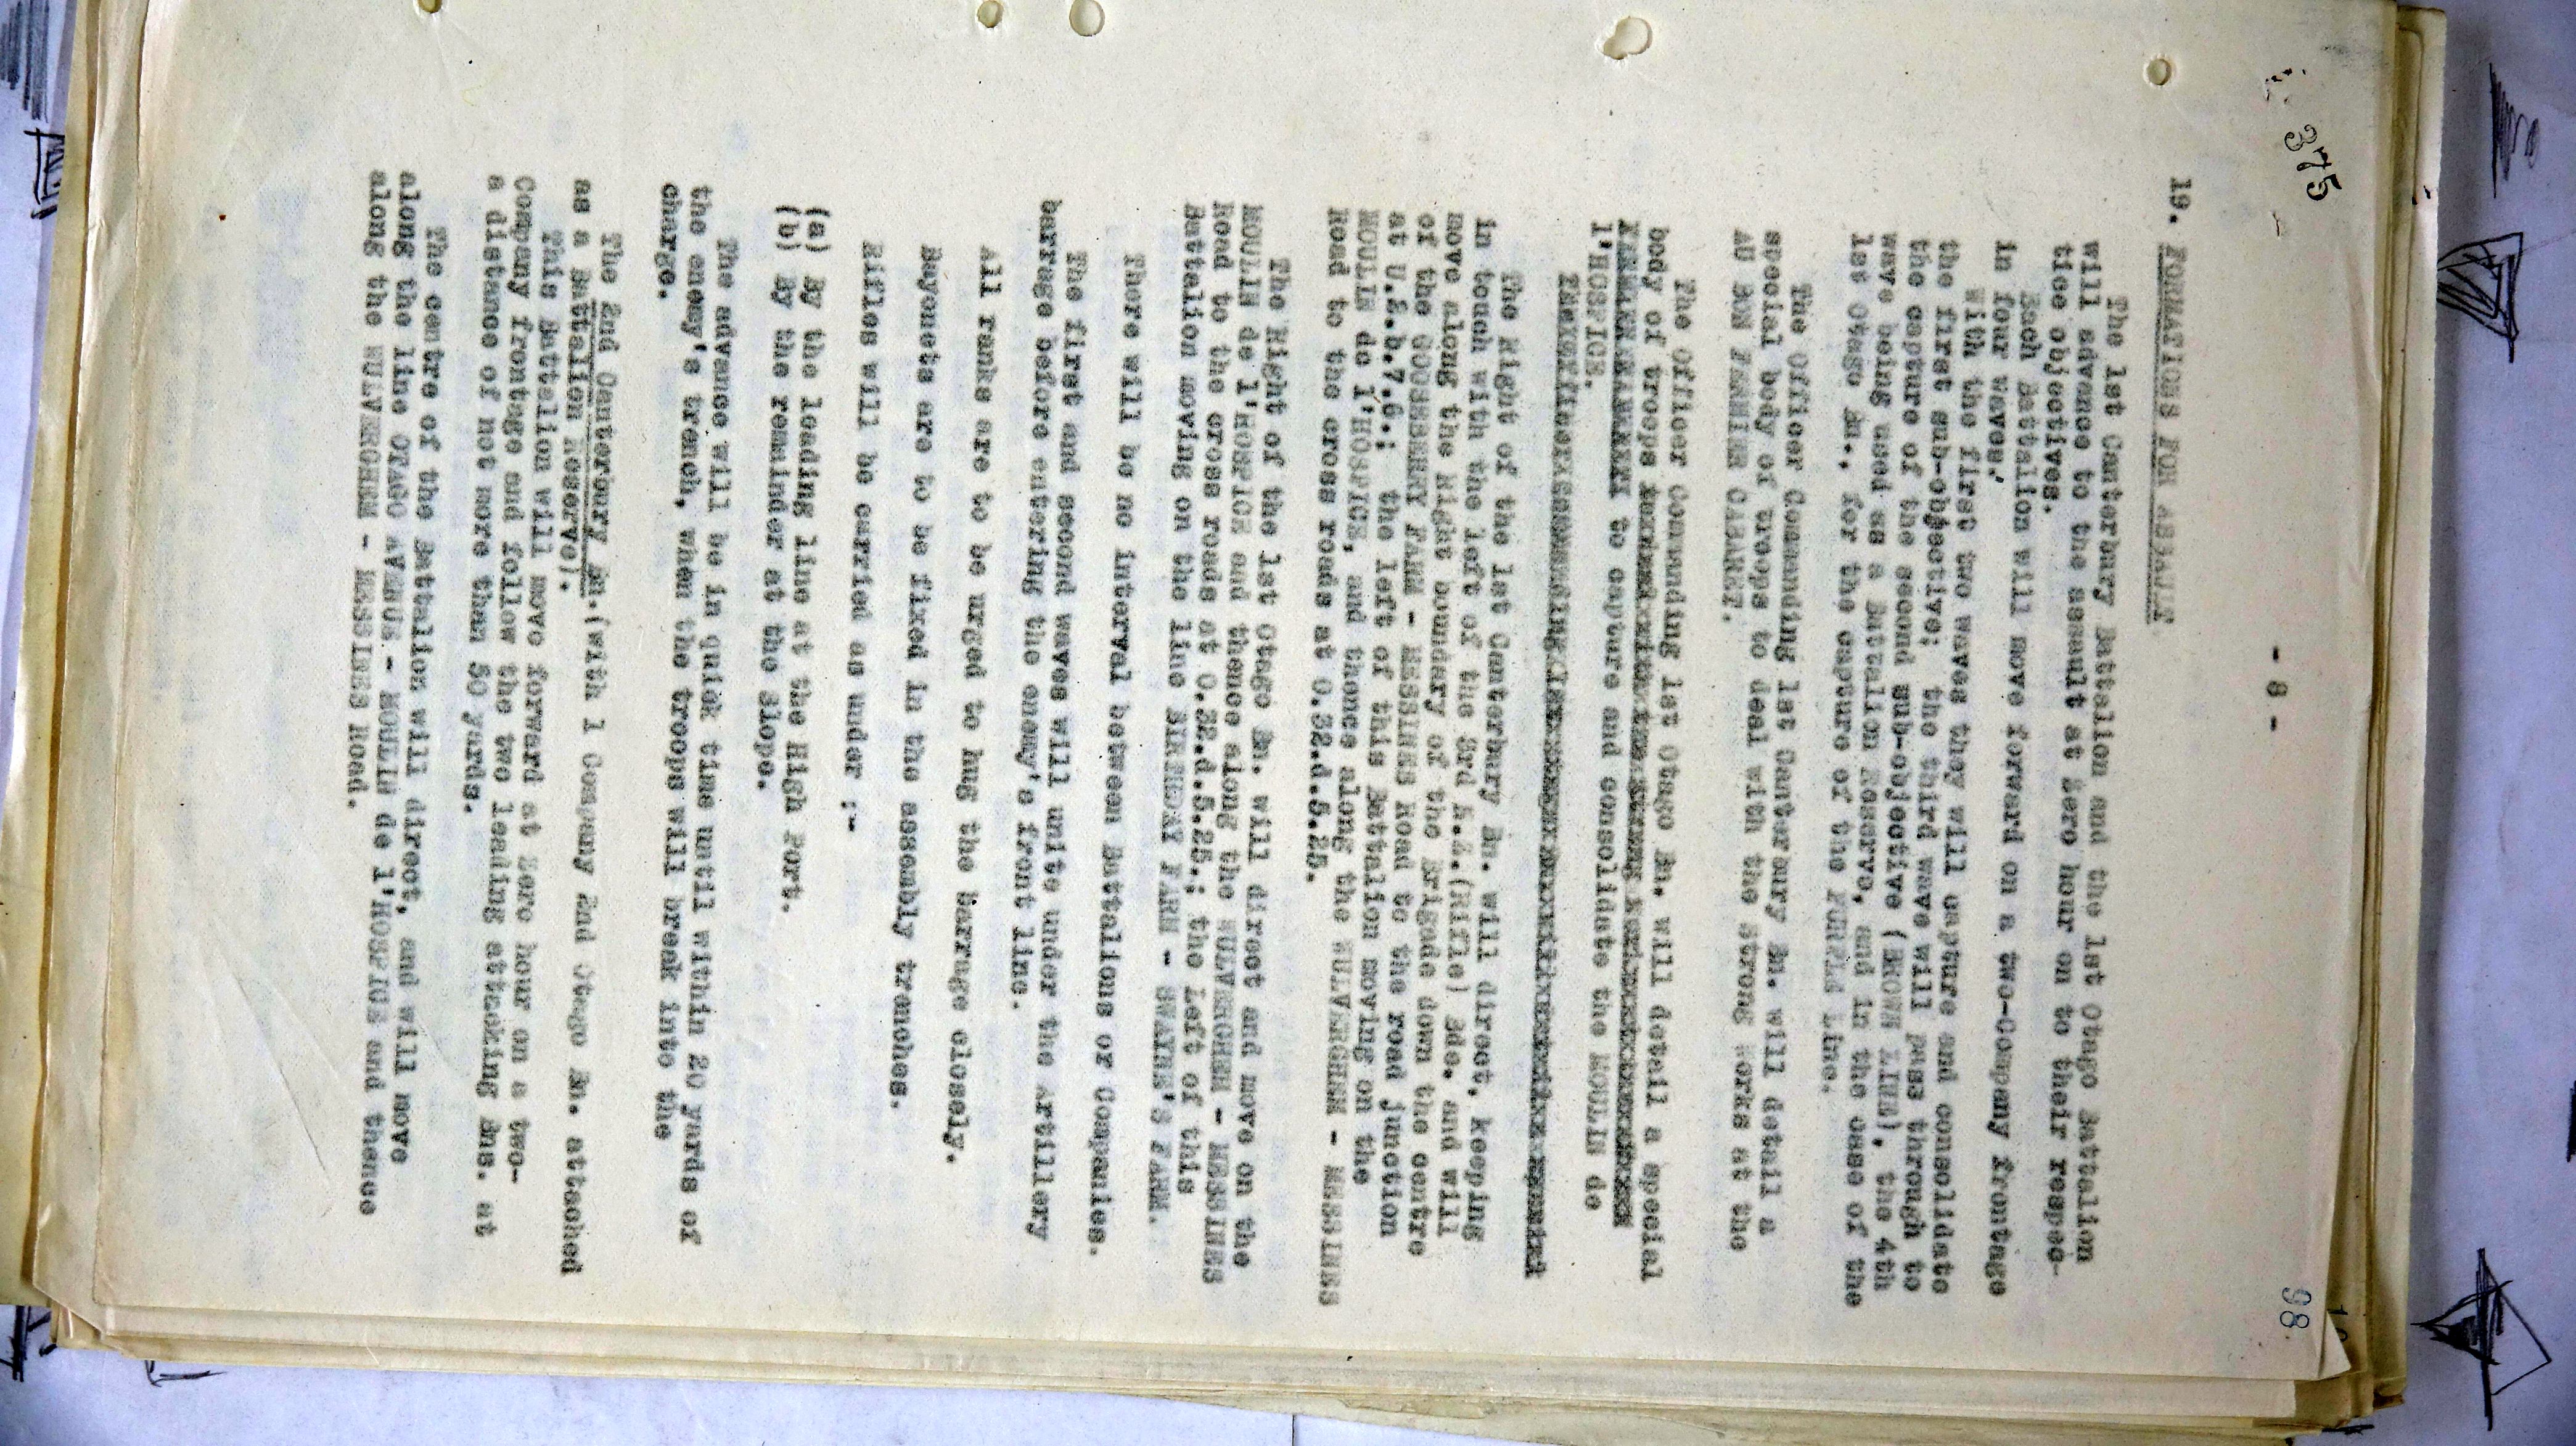 375
- 8 -
98
19. FORMATIONS FOR ASSAULT.
The 1st Canterbury Battalion and the 1st Otago Battalion
will advance to the assault at Zero hour on to their respec-
tive objectives.
Each Battalion will move forward on a two-Company frontage
in four waves.
With the first two waves they will capture and consolidate
the first sub-objective; the third wave will pass through to
the capture of the second sub-objective (BROWN LINE), the 4th
wave being used as a Battalion Reserve, and in the case of the
1st Otago Bn., for the capture of the PURPLE Line.
The Officer Commanding 1st Canterbury Bn. will detail a
special body of troops to deal with the strong works at the
AU BON FERMIER CABARET.
The Officer Commanding 1st Otago Bn. will detail a special
body of troops
to capture and consolidate the MOULIN de
l'HOSPICE.
The Right of the 1st Canterbury Bn. will direct, keeping
in touch with the left of the 3rd N.Z.(Rifle) Bde. and will
move along the Right boundary of the Brigade down the centre
of the GOOSEBERRY FARM - MESSINES Road to the road junction
at U.2.b.7.6.; the left of this Battalion moving on the
MOULIN de l'HOSPICE, and thence along the WULVERGHEM - MESSINES
Road to the cross roads at O.32.d.5.25.
The Right of the 1st Otago Bn. will direct and move on the
MOULIN de l'HOSPICE and thence along the WULVERGHEM - MESSINES
Road to the cross roads at O.32.d.5.25.; the Left of this
Battalion moving on the line BIRTHDAY FARM - SWAYNE'S FARM.
There will be no interval between Battalions or Companies.
The first and second waves will unite under the Artillery
barrage before entering the enemy's front line.
All ranks are to be urged to hug the Barrage closely.
Bayonets are to be fixed in the assembly trenches.
Rifles will be carried as under :-
(a) By the leading line at the High Port.
(b) By the remainder at the slope.
The advance will be in quick time until within 20 yards of
the enemy's trench, when the troops will break into the
charge.
The 2nd Canterbury Bn.(with 1 Company 2nd Otago Bn. attached
as a Battalion Reserve).
This Battalion will move forward at Zero hour on a two-
Company frontage and follow the two leading attacking Bns. at
a distance of not more than 50 yards.
The centre of the Battalion will direct, and will move
along the line OTAGO AVENUE - MOULIN de l'HOSPICE and thence
along the WULVERGHEM - MESSINES Road.